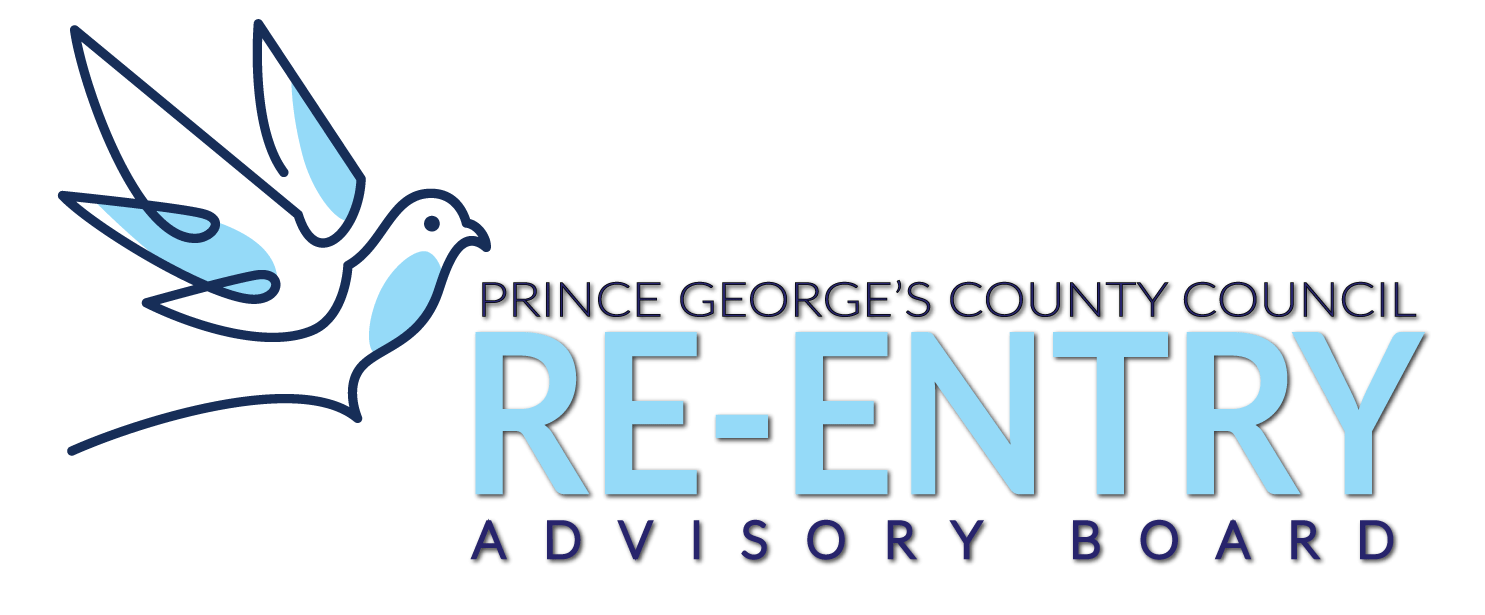 PRINCE GEORGE'S COUNTY COUNCIL
RE-ENTRY
ADVISORY BOARD